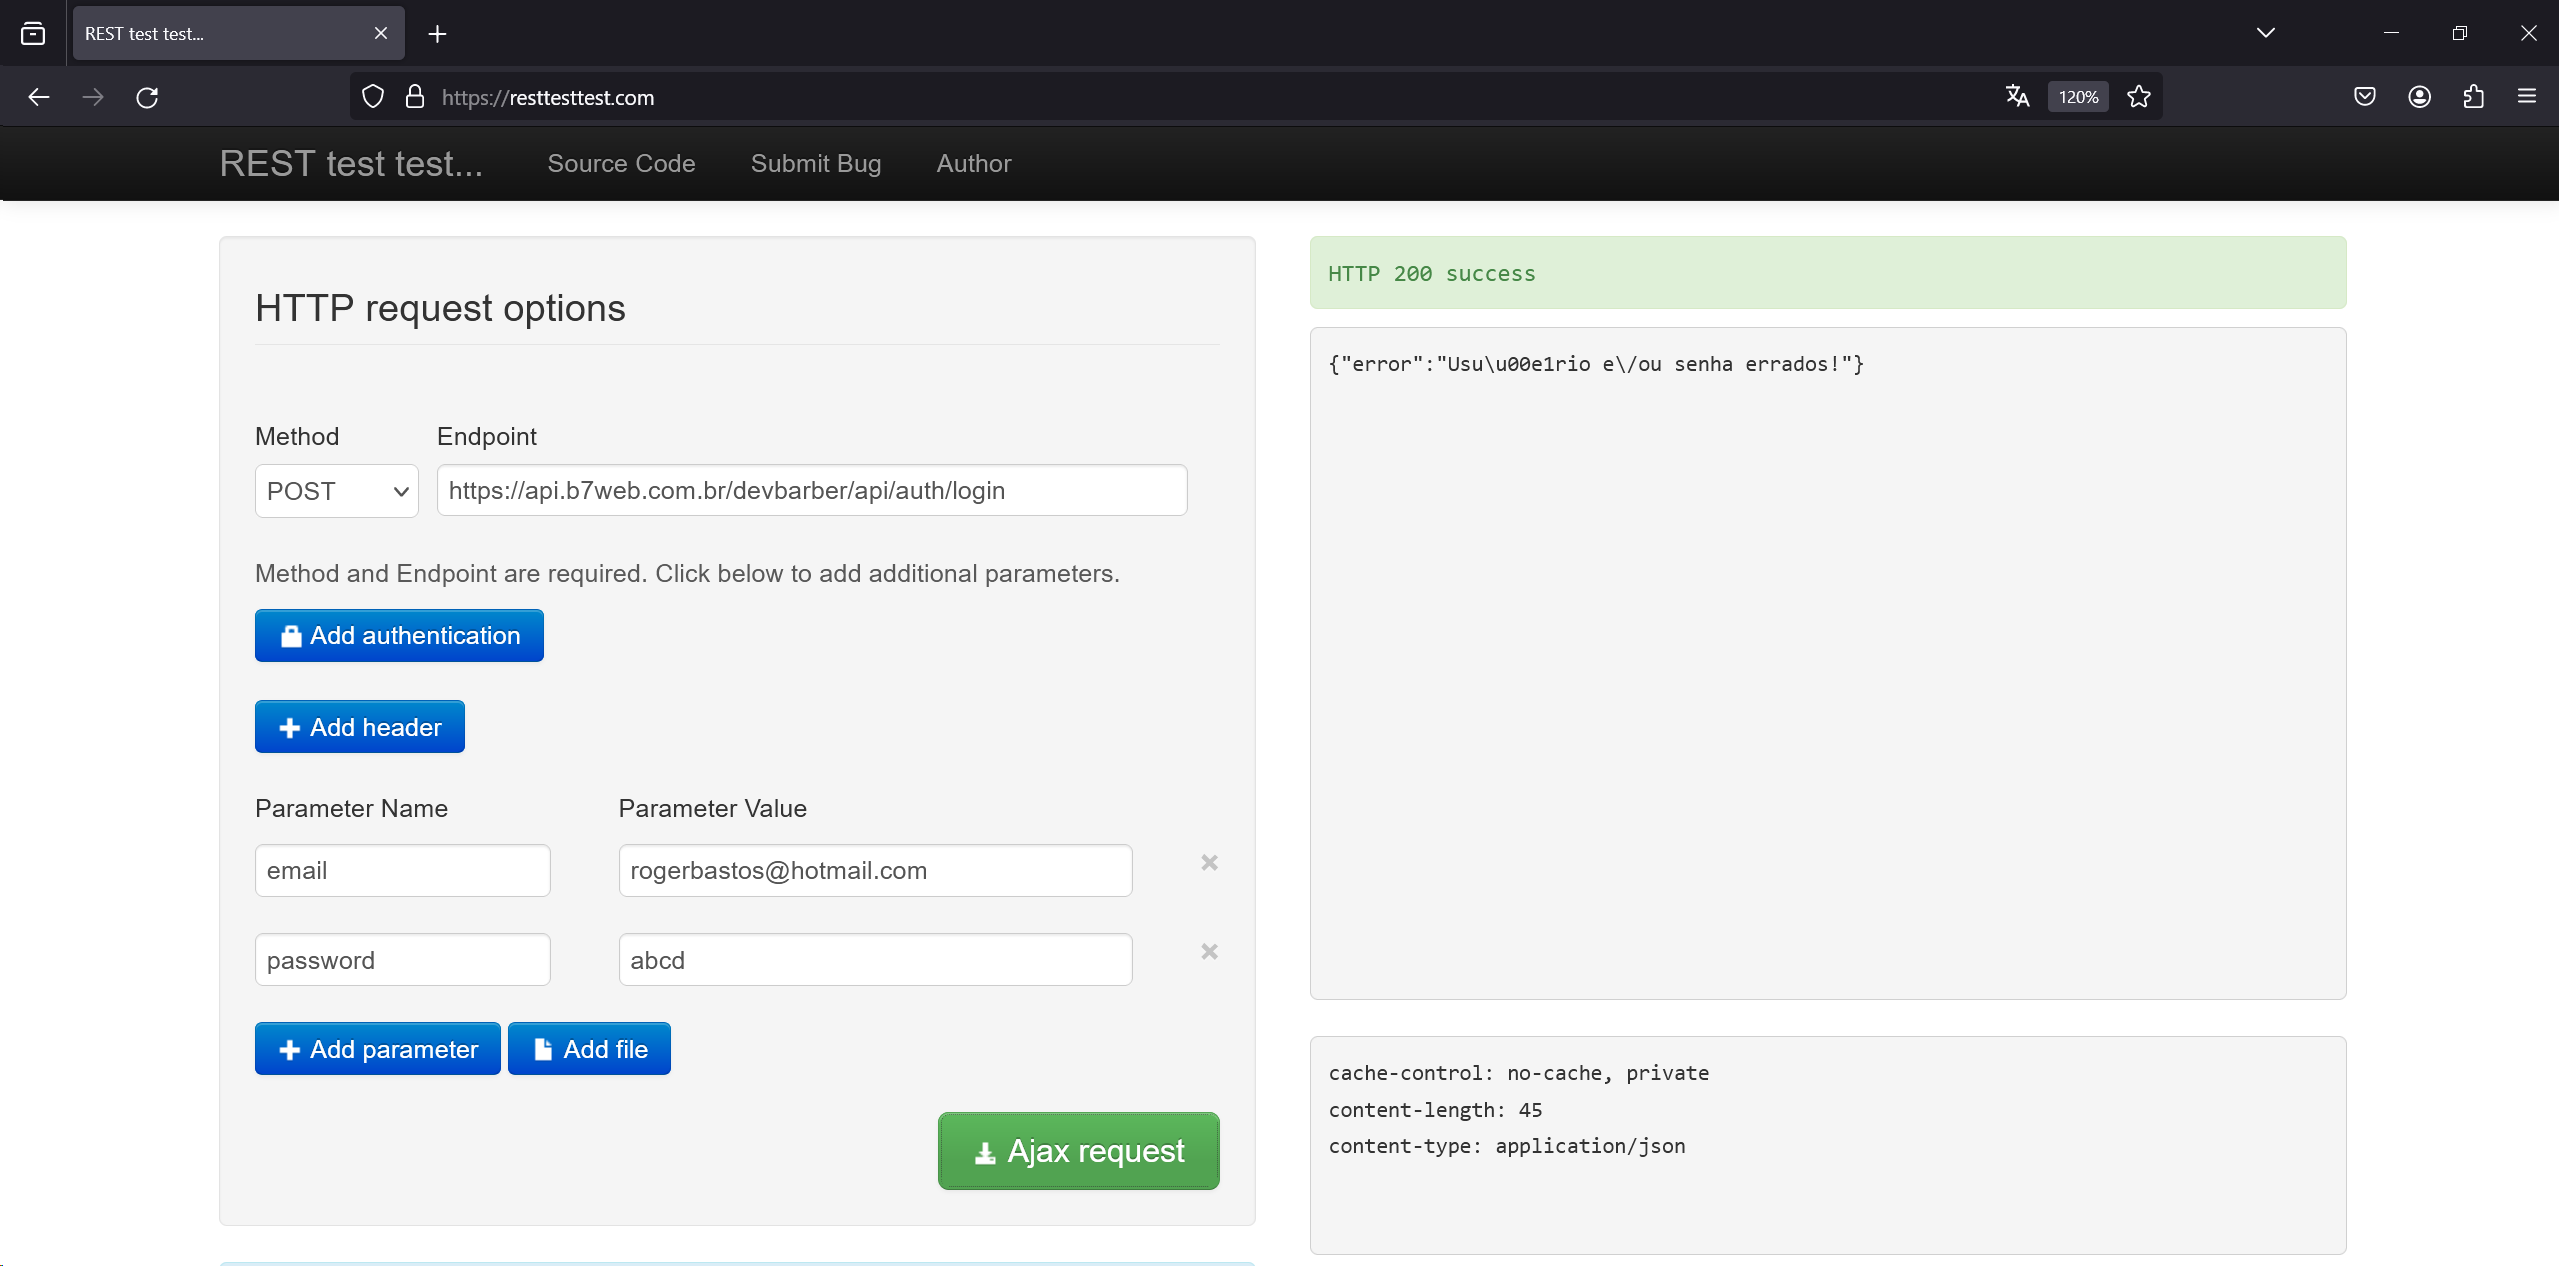 REST test test...
https://resttesttest.com
120%
REST test test... Source Code Submit Bug Author
HTTP request options
Method Endpoint
POST https://api.b7web.com.br/devbarber/api/auth/login
Method and Endpoint are required. Click below to add additional parameters.
Add authentication
Add header
Parameter Name Parameter Value
email rogerbastos@hotmail.com
password abcd
Add parameter Add file
Ajax request
HTTP 200 success
{"error":"Usu\u00e1rio e\/ou senha errados!"}
cache-control: no-cache, private
content-length: 45
content-type: application/json